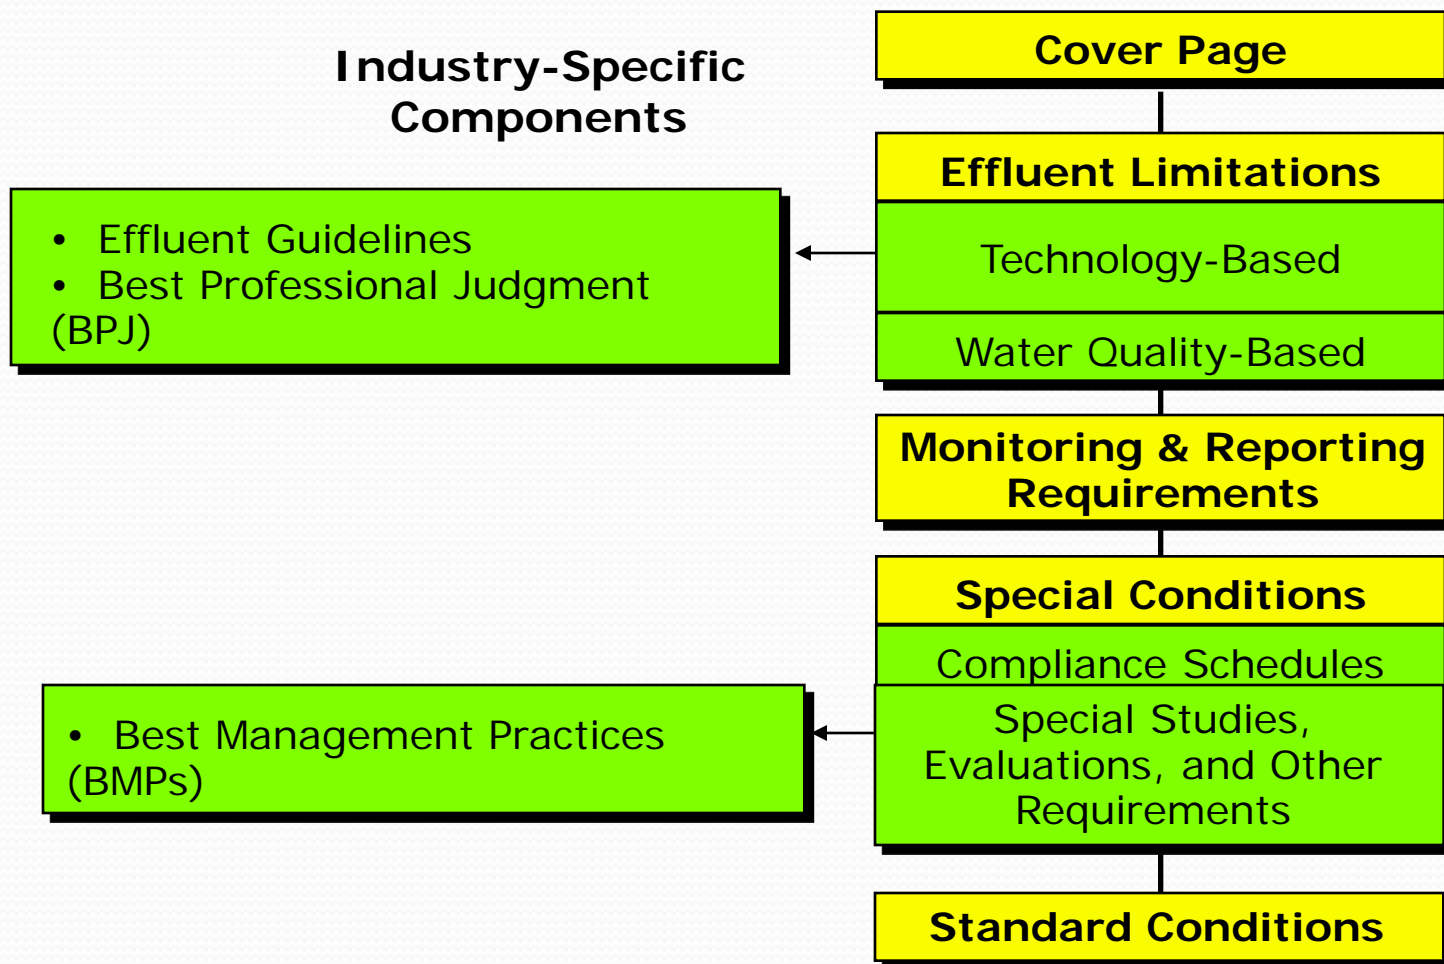 Industry-Specific
Components
• Effluent Guidelines
• Best Professional Judgment
(BPJ)
• Best Management Practices
(BMPs)
Cover Page
Effluent Limitations
Technology-Based
Water Quality-Based
Monitoring & Reporting
Requirements
Special Conditions
Compliance Schedules
Special Studies,
Evaluations, and Other
Requirements
Standard Conditions